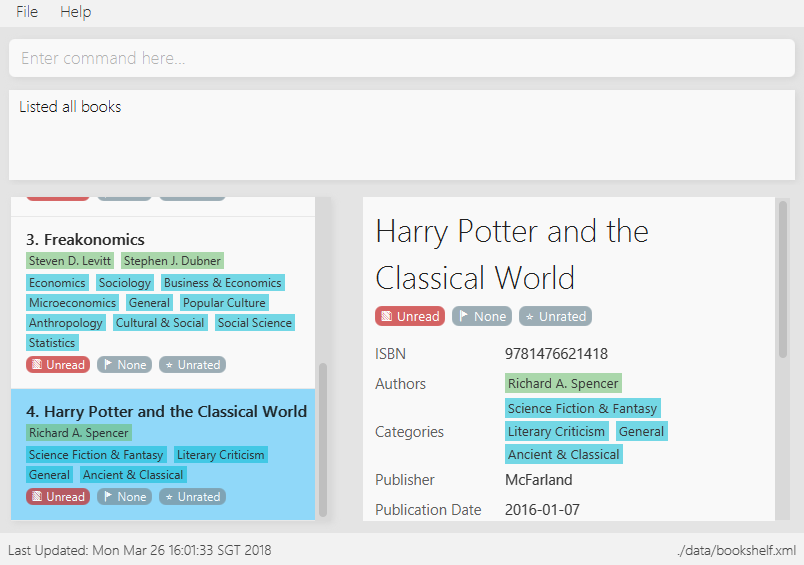 File Help
Enter command here...
Listed all books
3. Freakonomics
Steven D. Levitt Stephen J. Dubner
Economics Sociology Business & Economics
Microeconomics General Popular Culture
Anthropology Cultural & Social Social Science
Statistics
Unread None Unrated
4. Harry Potter and the Classical World
Richard A. Spencer
Science Fiction & Fantasy Literary Criticism
General Ancient & Classical
Unread None Unrated
Harry Potter and the
Classical World
Unread None Unrated
ISBN 9781476621418
Authors Richard A. Spencer
Science Fiction & Fantasy
Categories Literary Criticism General
Ancient & Classical
Publisher McFarland
Publication Date 2016-01-07
Last Updated: Mon Mar 26 16:01:33 SGT 2018 ./data/bookshelf.xml